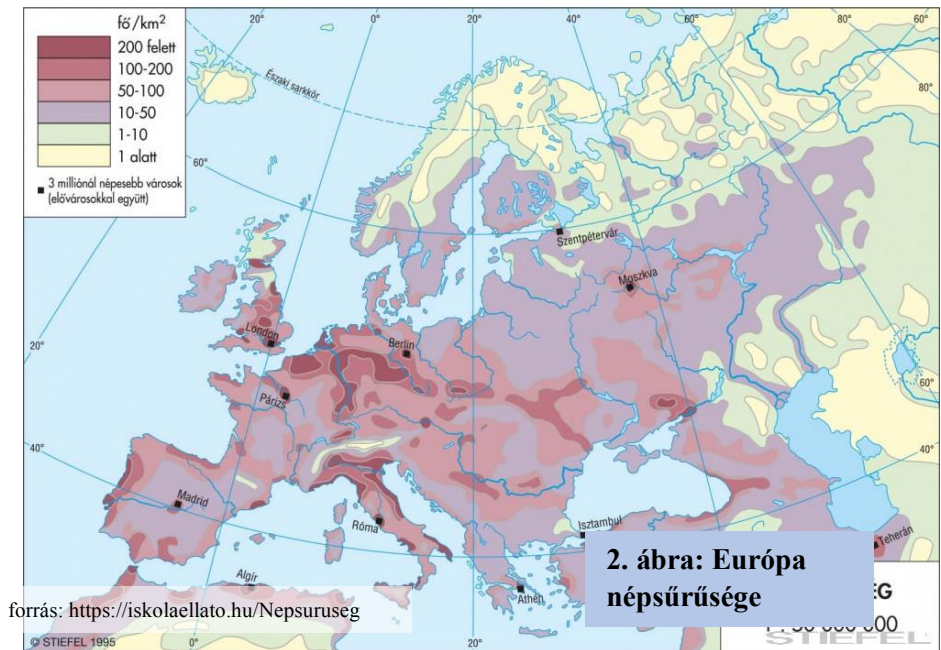 fő/km²
200 felett
100-200
50-100
10-50
1-10
1 alatt
3 milliónál népesebb városok
(elővárosokkal együtt)
20°
0°
20°
40°
60°
80°
Északi sarkkör
80°
60°
60°
20°
40°
40°
Szentpétervár
Moszkva
London
Berlin
Párizs
Madrid
Róma
Isztambul
Teherán
Algír
Athén
2. ábra: Európa
népsűrűsége
EG
000
forrás: https://iskolaellato.hu/Nepsuruseg
© STIEFEL 1995
0°
20°
STIEFEL